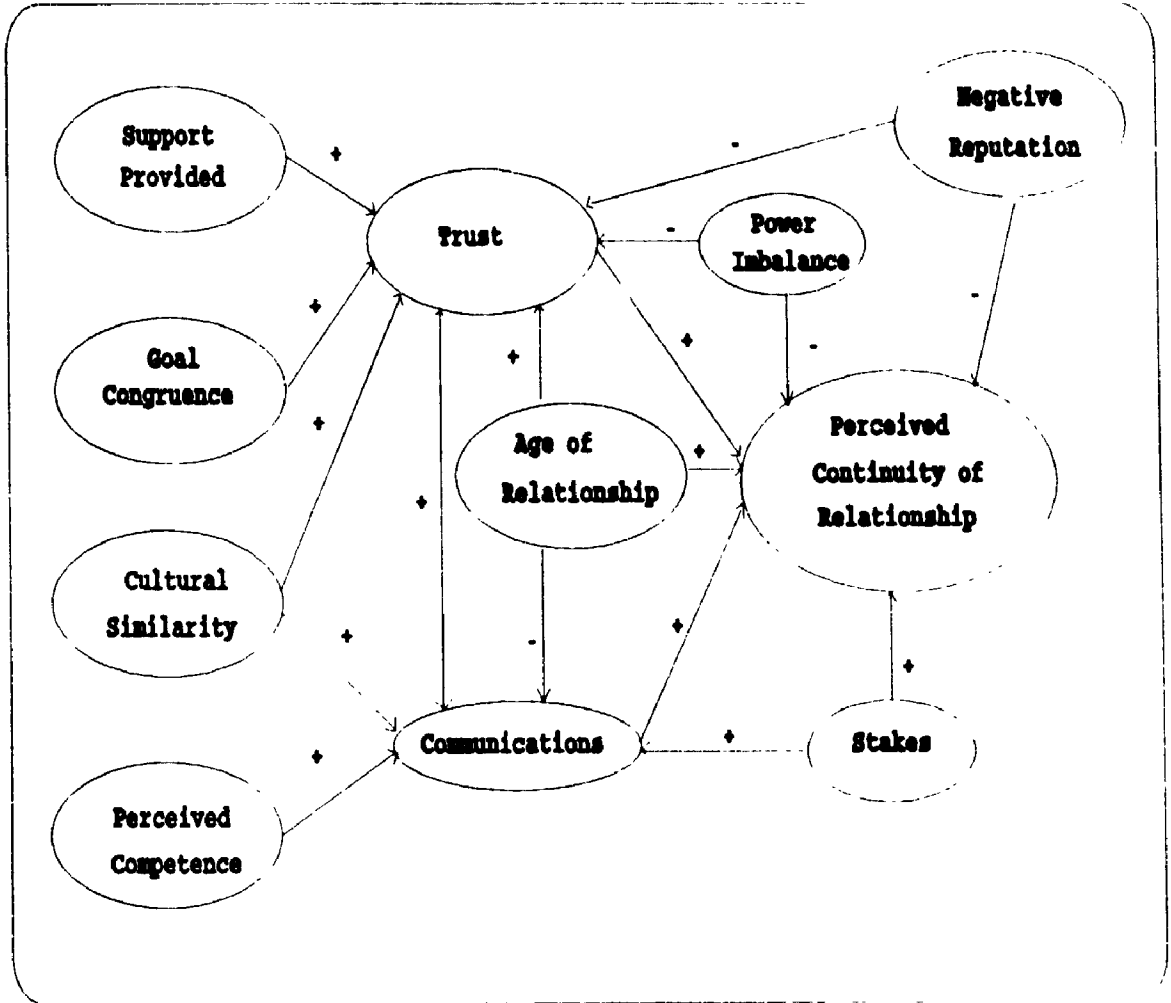 Support
Provided
+
Trust
-
Negative
Reputation
Power
Imbalance
-
Goal
Congruence
+
+
+
+
-
-
Age of
Relationship
+
Perceived
Continuity of
Relationship
+
Cultural
Similarity
+
-
+
+
Communications
+
Stakes
+
Perceived
Competence